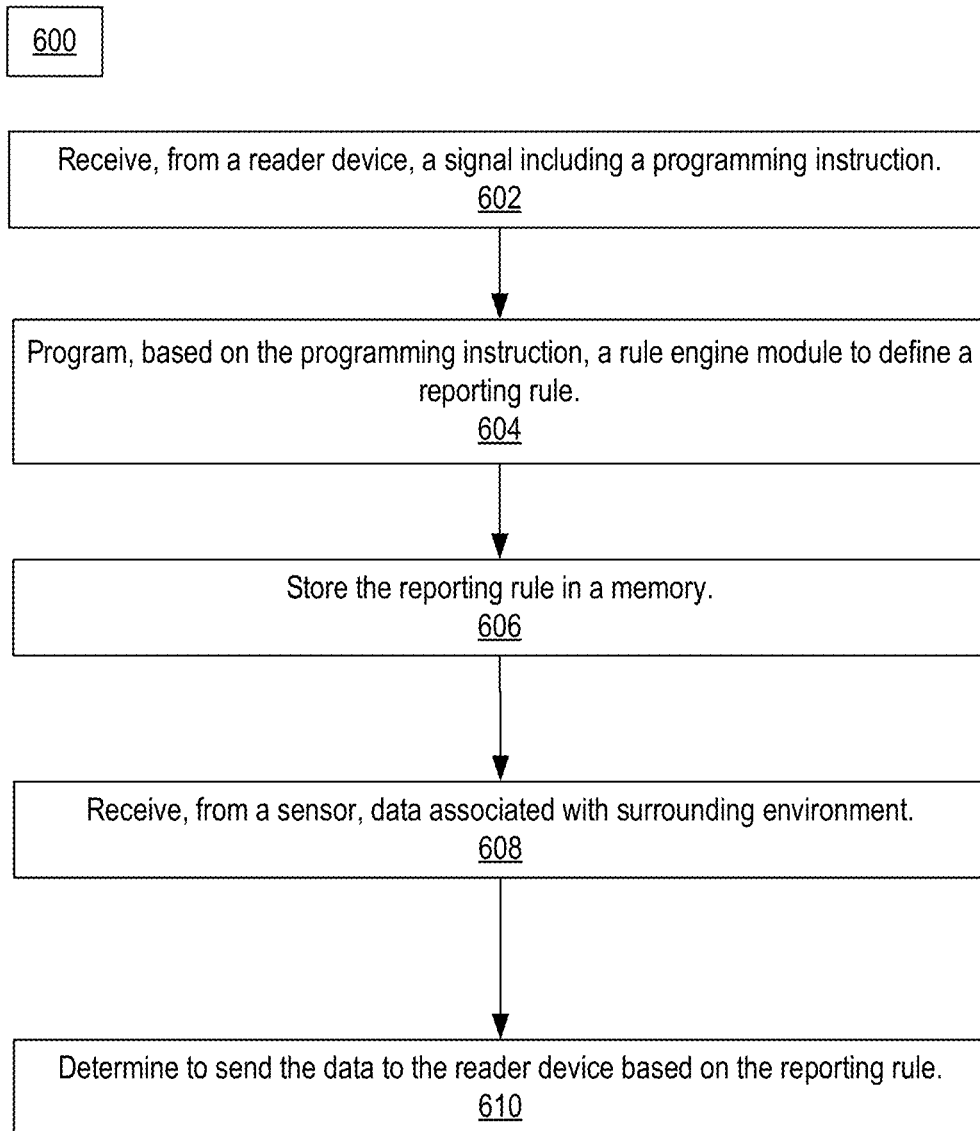 600
Receive, from a reader device, a signal including a programming instruction.
602
Program, based on the programming instruction, a rule engine module to define a
reporting rule.
604
Store the reporting rule in a memory.
606
Receive, from a sensor, data associated with surrounding environment.
608
Determine to send the data to the reader device based on the reporting rule.
610